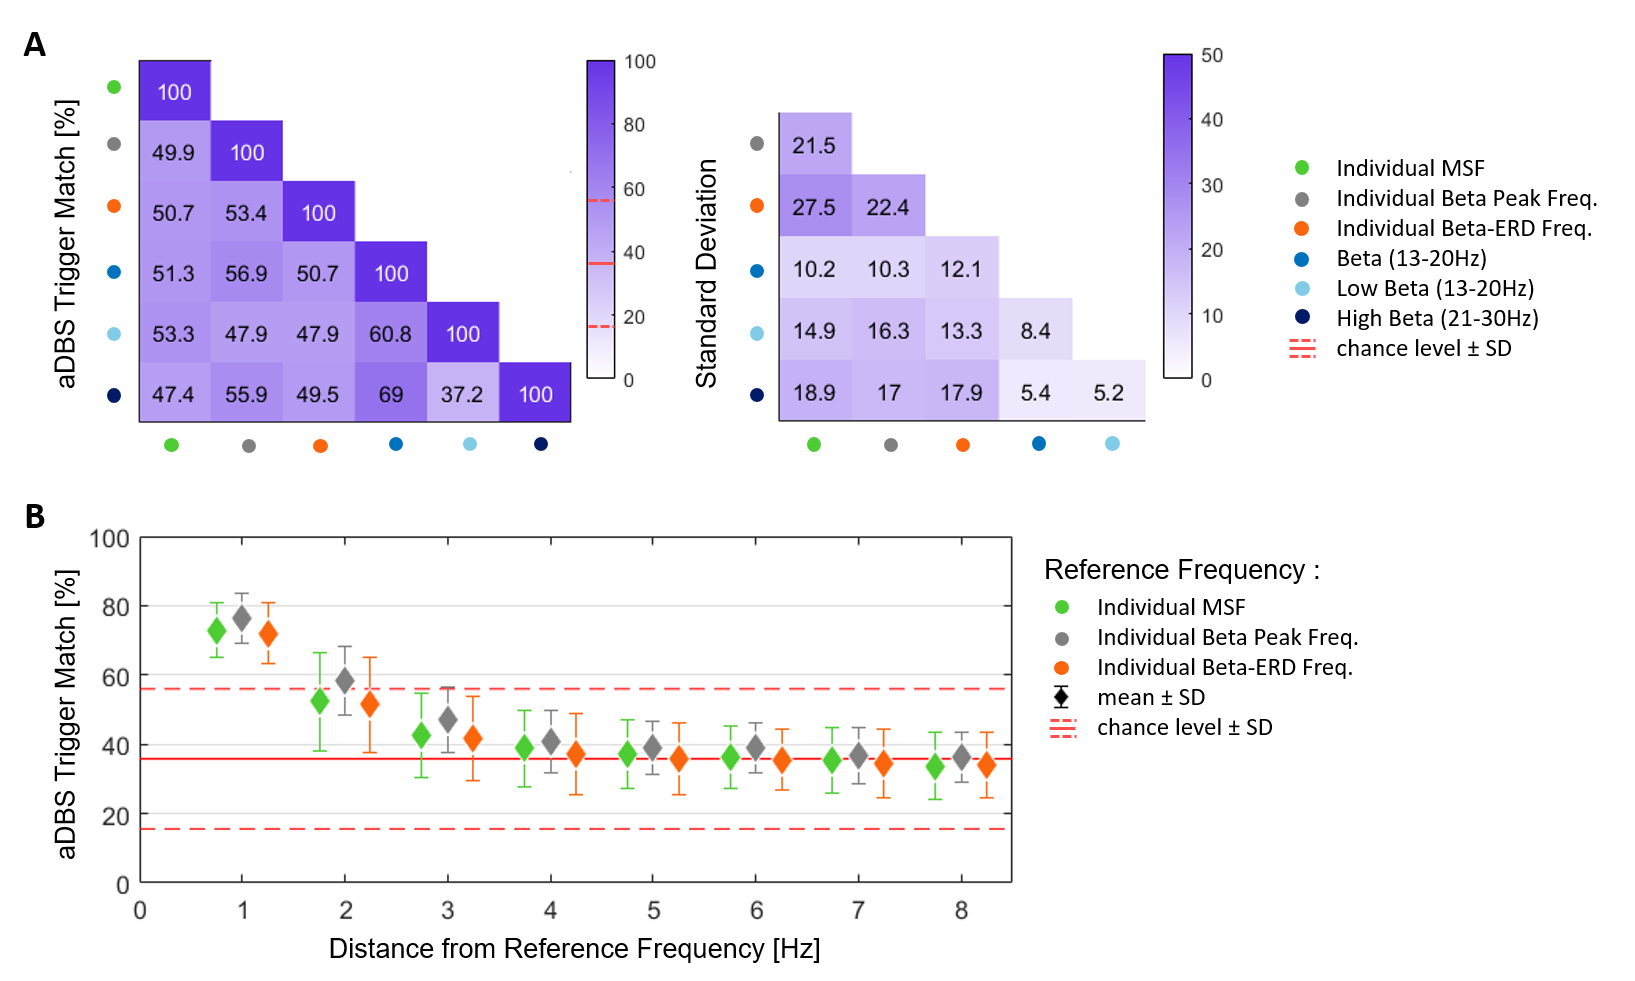 A
aDBS Trigger Match [%]
100
49.9 100
50.7 53.4 100
51.3 56.9 50.7 100
53.3 47.9 47.9 60.8 100
47.4 55.9 49.5 69 37.2 100
100
80
60
40
20
0
Standard Deviation
21.5
27.5 22.4
10.2 10.3 12.1
14.9 16.3 13.3 8.4
18.9 17 17.9 5.4 5.2
50
40
30
20
10
0
Individual MSF
Individual Beta Peak Freq.
Individual Beta-ERD Freq.
Beta (13-20Hz)
Low Beta (13-20Hz)
High Beta (21-30Hz)
chance level ± SD
B
aDBS Trigger Match [%]
100
80
60
40
20
0
0 1 2 3 4 5 6 7 8
Distance from Reference Frequency [Hz]
Reference Frequency :
Individual MSF
Individual Beta Peak Freq.
Individual Beta-ERD Freq.
mean ± SD
chance level ± SD